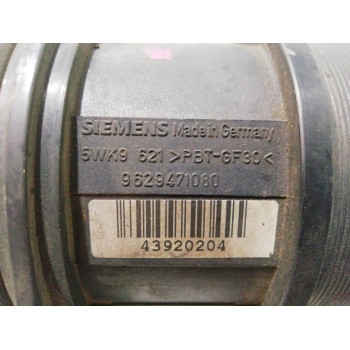 SIEMENS Made in Germany
5WK9 621 >PBT-GF30<
9629471080
43920204